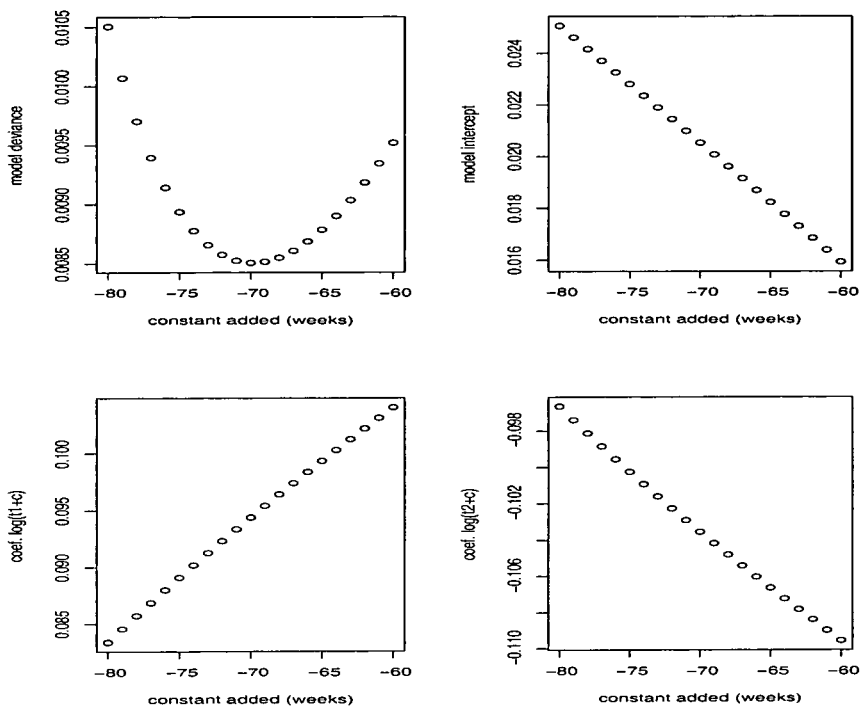 model deviance
0.0085 0.0090 0.0095 0.0100 0.0105
−80 −75 −70 −65 −60
constant added (weeks)
model intercept
0.016 0.018 0.020 0.022 0.024
−80 −75 −70 −65 −60
constant added (weeks)
coef. log(t1+c)
0.085 0.090 0.095 0.100
−80 −75 −70 −65 −60
constant added (weeks)
coef. log(t2+c)
−0.110 −0.106 −0.102 −0.098
−80 −75 −70 −65 −60
constant added (weeks)